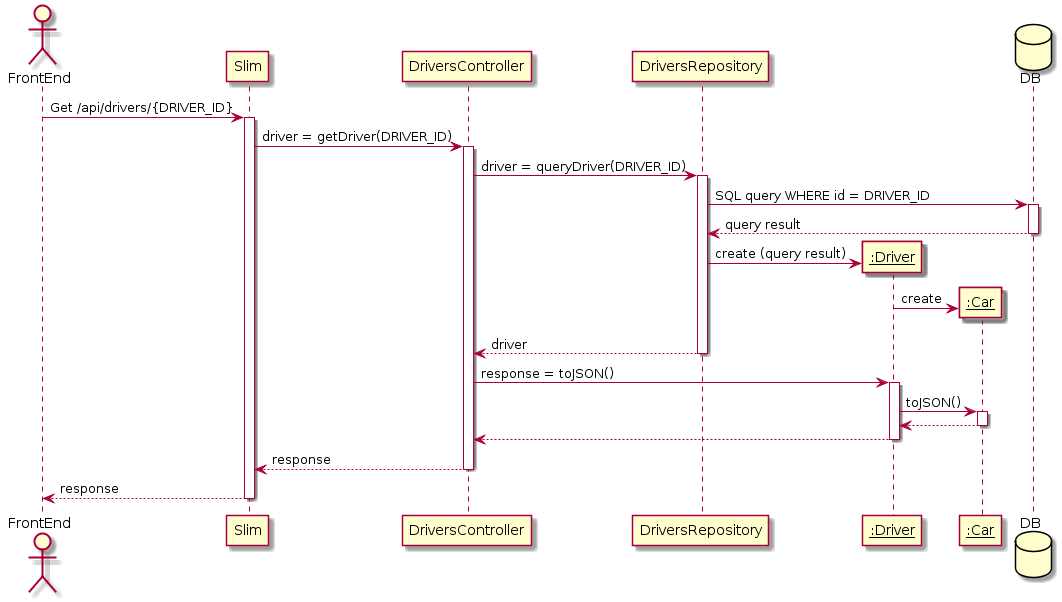 FrontEnd
Slim
DriversController
DriversRepository
DB
Get /api/drivers/{DRIVER_ID}
driver = getDriver(DRIVER_ID)
driver = queryDriver(DRIVER_ID)
SQL query WHERE id = DRIVER_ID
query result
create (query result)
:Driver
create
:Car
driver
response = toJSON()
toJSON()
response
response
FrontEnd
Slim
DriversController
DriversRepository
:Driver
:Car
DB